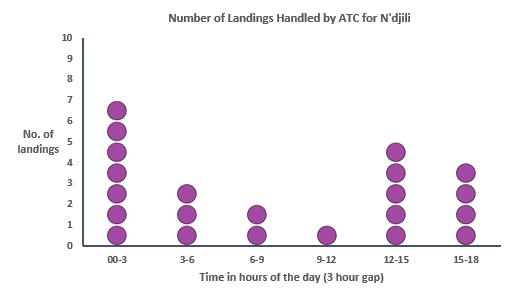 Number of Landings Handled by ATC for N'djili
10
9
8
7
6
5
4
3
2
1
0
No. of
landings
00-3 3-6 6-9 9-12 12-15 15-18
Time in hours of the day (3 hour gap)